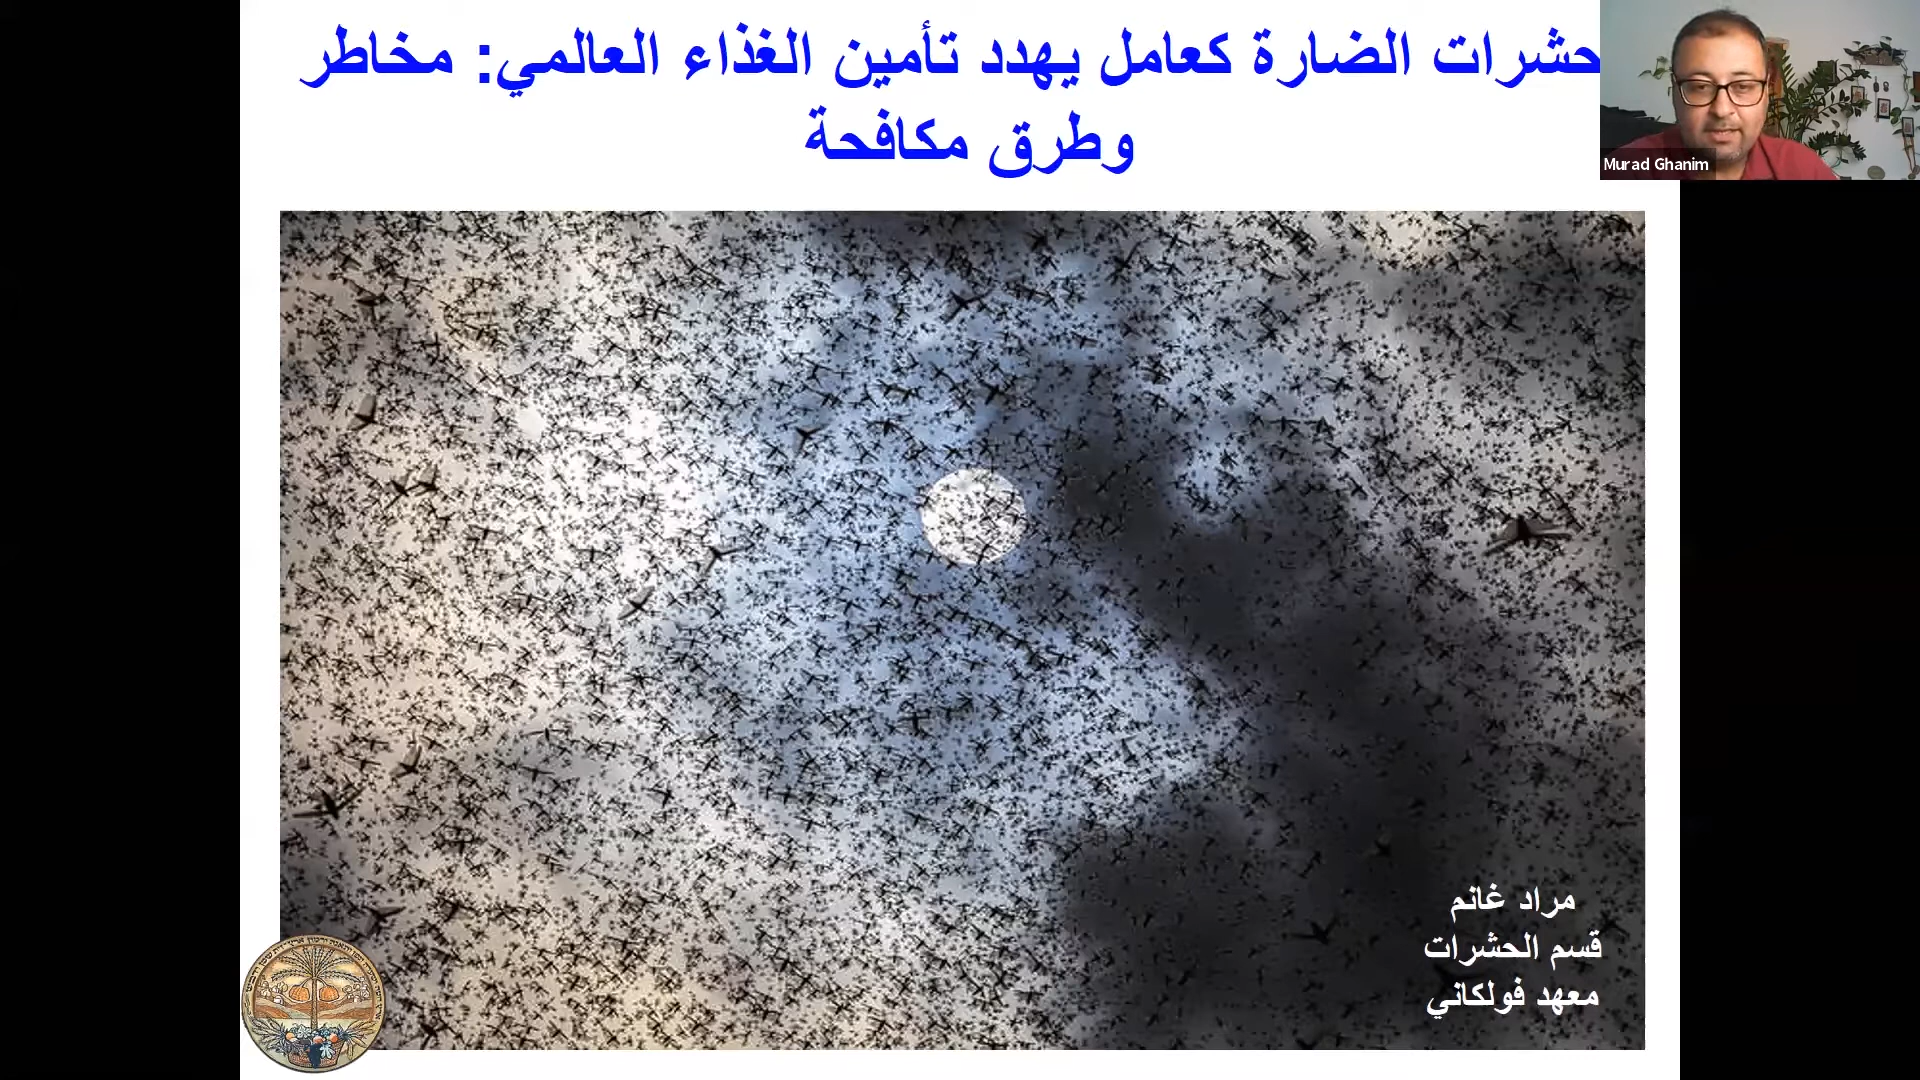 حشرات الضارة كعامل يهدد تأمين الغذاء العالمي: مخاطر
وطرق مكافحة
Murad Ghanim
مراد غانم
قسم الحشرات
معهد فولكاني